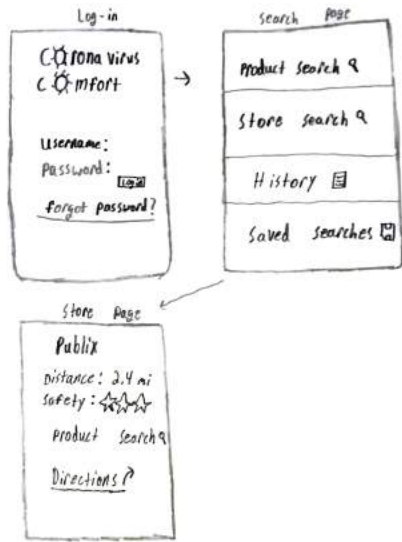 Log-in
Corona virus
Comfort
Username:
Password:
Login
forgot password?
Search Page
Product Search
Store Search
History
Saved Searches
Store Page
Publix
Distance: 2.4 mi
Safety:
Product Search
Directions